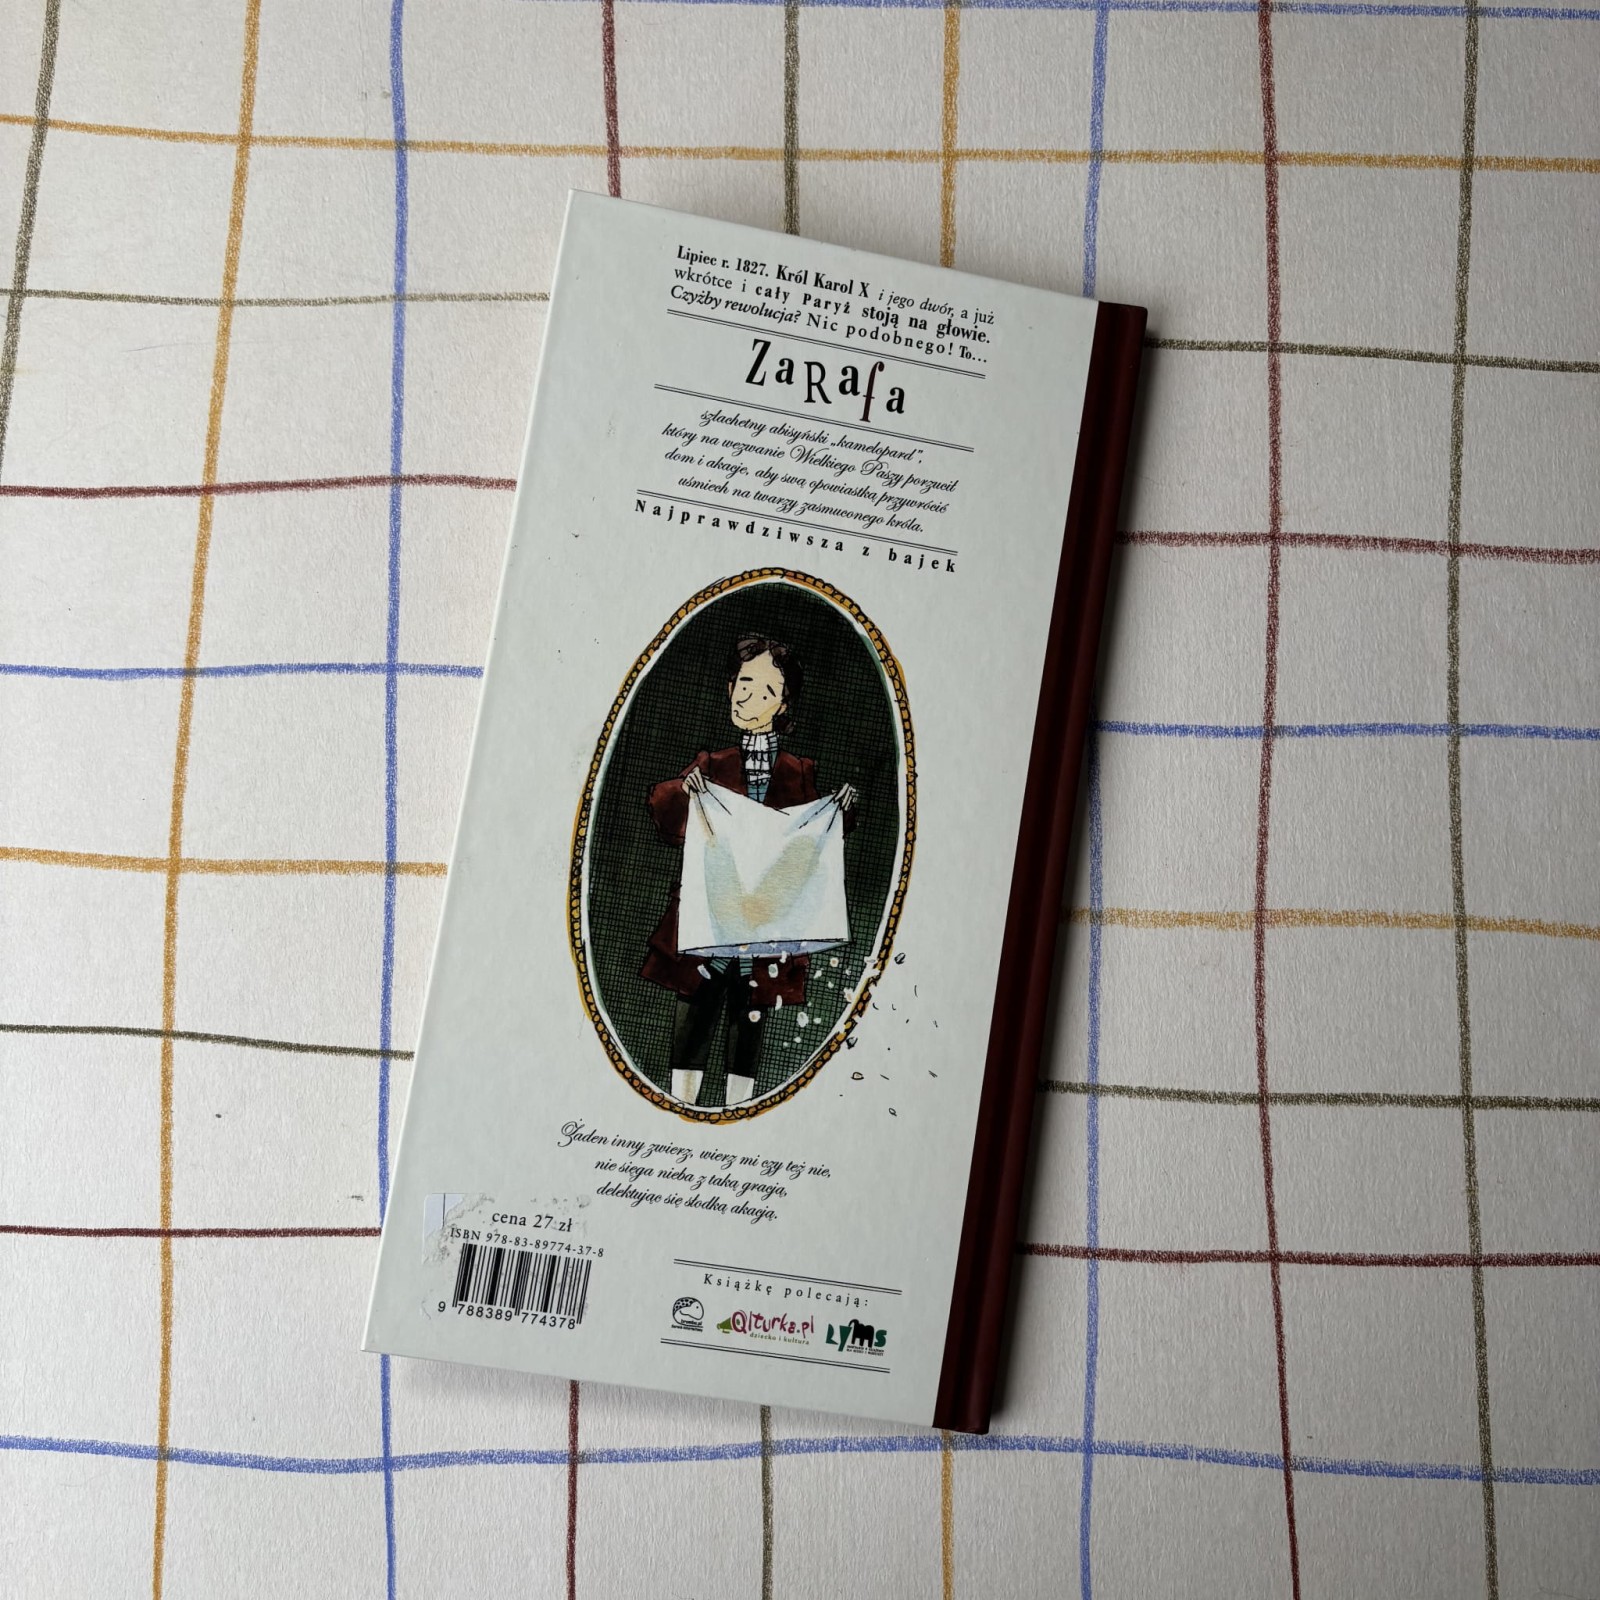 Lipiec r. 1827. Król Karol X i jego dwór, a już
wkrótce i cały Paryż stoją na głowie.
Czyżby rewolucja? Nic podobnego! To...
ZaRafa
szlachetny abisyński „kamelopard”,
który na wezwanie Wielkiego Paszy porzucił
dom i akacje, aby swą opowiastką przywrócić
uśmiech na twarzy zasmuconego króla.
Najprawdziwsza z bajek
Żaden inny zwierz, wierz mi czy też nie,
nie sięga nieba z taką gracją,
delektując się słodką akacją.
cena 27 zł
ISBN 978-83-89774-37-8
9 788389 774378
Książkę polecają:
Qlturka.pl
dziecko i kultura
Ryms